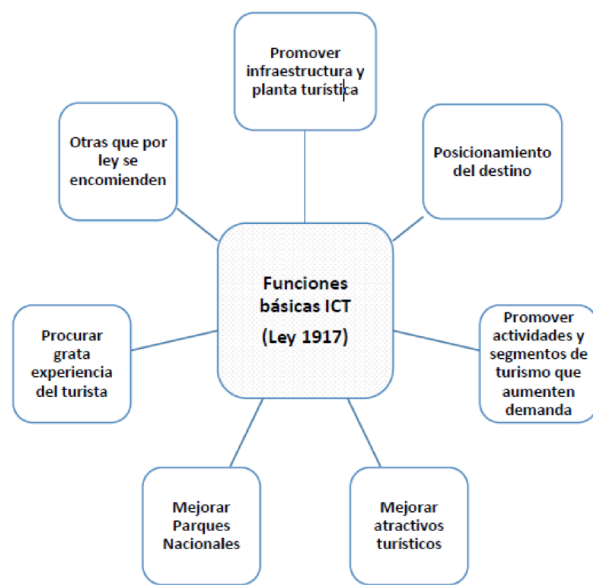 Promover
infraestructura y
planta turística
Otras que por
ley se
encomienden
Posicionamiento
del destino
Funciones
básicas ICT
(Ley 1917)
Procurar
grata
experiencia
del turista
Promover
actividades y
segmentos de
turismo que
aumenten
demanda
Mejorar
Parques
Nacionales
Mejorar
atractivos
turísticos